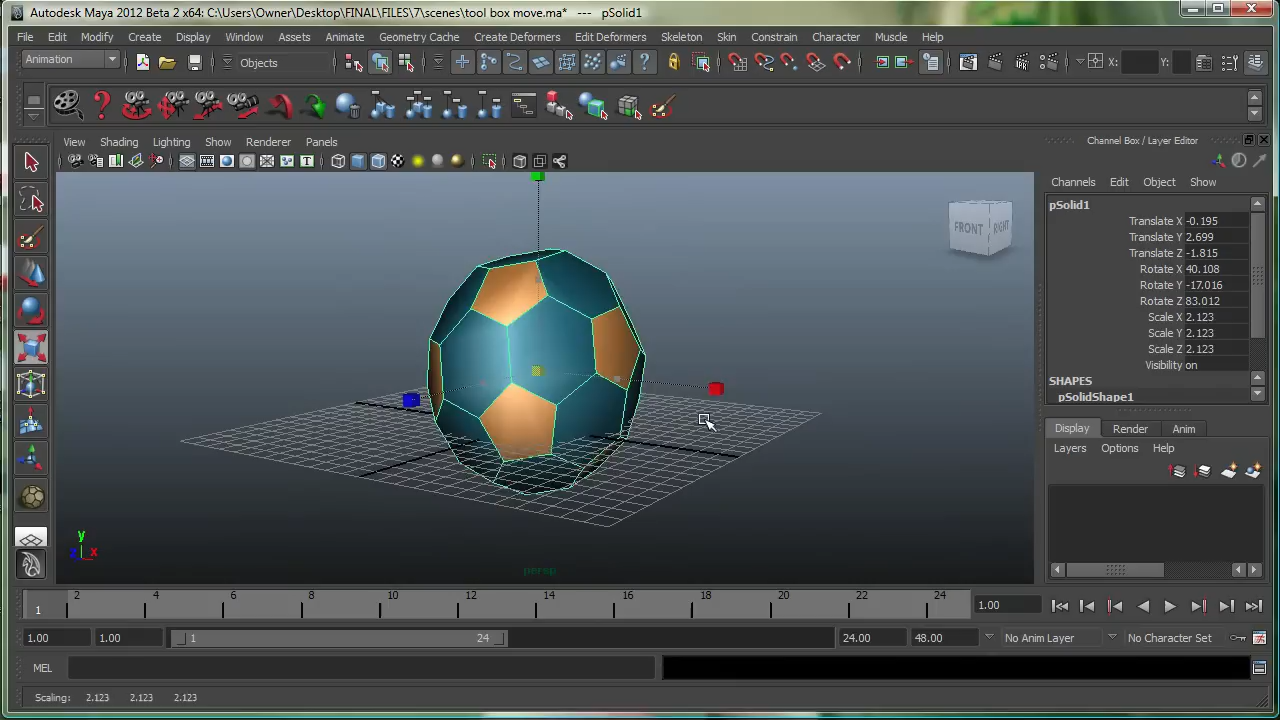 Autodesk Maya 2012 Beta 2 x64: C:\Users\Owner\Desktop\FINAL\FILES\7\scenes\tool box move.ma* --- pSolid1
File Edit Modify Create Display Window Assets Animate Geometry Cache Create Deformers Edit Deformers Skeleton Skin Constrain Character Muscle Help
Animation Objects X: Y:
View Shading Lighting Show Renderer Panels
Channel Box / Layer Editor
Channels Edit Object Show
pSolid1
Translate X -0.195
Translate Y 2.699
Translate Z -1.815
Rotate X 40.108
Rotate Y -17.016
Rotate Z 83.012
Scale X 2.123
Scale Y 2.123
Scale Z 2.123
Visibility on
SHAPES
pSolidShape1
FRONT RIGHT
Display Render Anim
Layers Options Help
y
z x
persp
1 2 4 6 8 10 12 14 16 18 20 22 24 1.00
1.00 1.00 1 24 24.00 48.00 No Anim Layer No Character Set
MEL
Scaling: 2.123 2.123 2.123